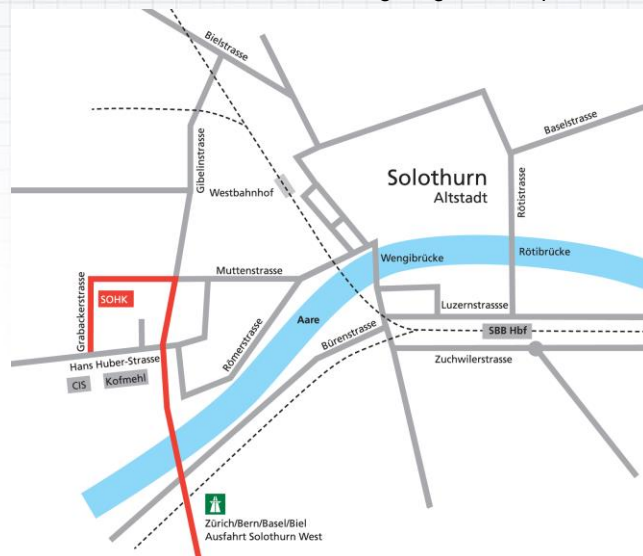 Bielstrasse
Baselstrasse
Gibelinstrasse
Westbahnhof
Solothurn
Altstadt
Rötistrasse
Wengibrücke
Rötibrücke
Muttenstrasse
Grabackerstrasse
SOHK
Aare
Luzernstrassse
SBB Hbf
Römerstrasse
Bürenstrasse
Zuchwilerstrasse
Hans Huber-Strasse
CIS
Kofmehl
Zürich/Bern/Basel/Biel
Ausfahrt Solothurn West